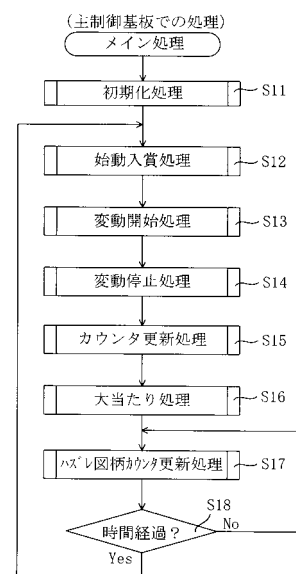 (主制御基板での処理)
メイン処理
初期化処理 S11
始動入賞処理 S12
変動開始処理 S13
変動停止処理 S14
カウンタ更新処理 S15
大当たり処理 S16
ﾊｽﾞﾚ図柄ｶｳﾝﾀ更新処理 S17
S18
時間経過？ No
Yes